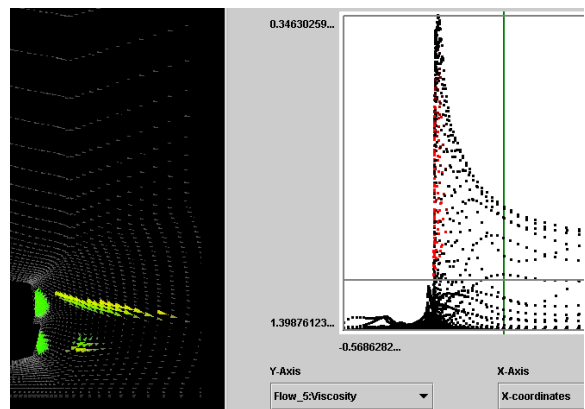 0.34630259...
1.39876123...
-0.5686282...
Y-Axis
X-Axis
Flow_5:Viscosity
X-coordinates